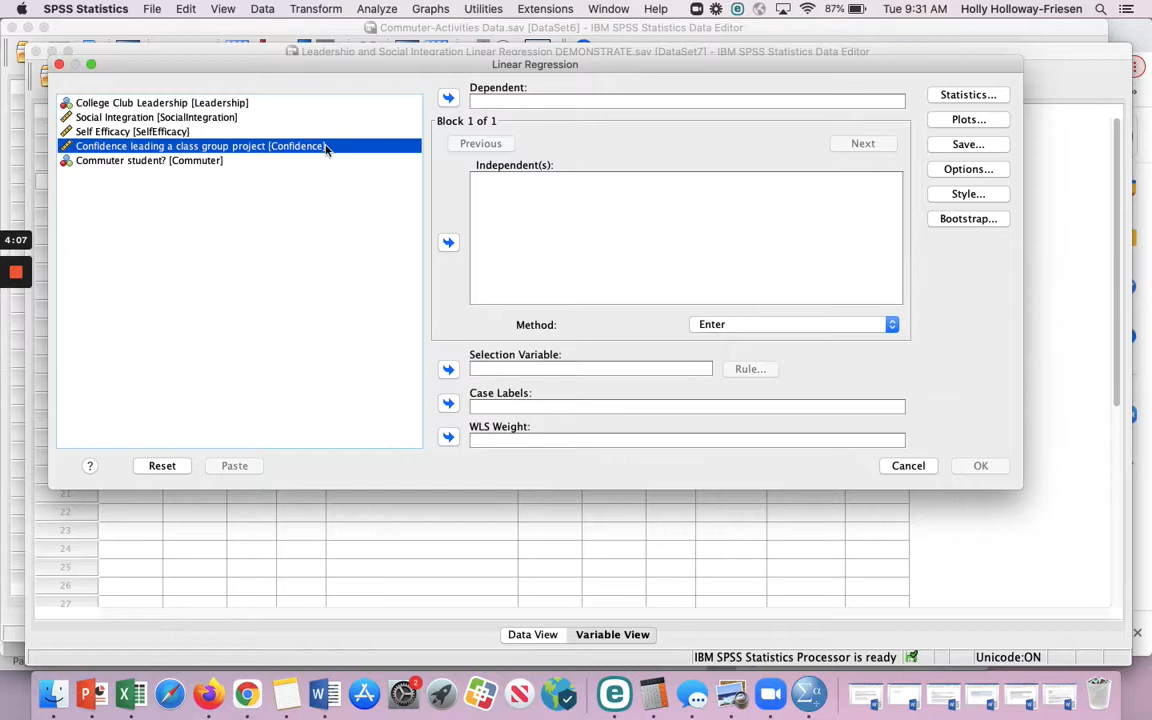 SPSS Statistics File Edit View Data Transform Analyze Graphs Utilities Extensions Window Help 87% Tue 9:31 AM Holly Holloway-Friesen
Commuter-Activities Data.sav [DataSet6] - IBM SPSS Statistics Data Editor
Leadership and Social Integration Linear Regression DEMONSTRATE.sav [DataSet7] - IBM SPSS Statistics Data Editor
Linear Regression
College Club Leadership [Leadership]
Social Integration [SocialIntegration]
Self Efficacy [SelfEfficacy]
Confidence leading a class group project [Confidence]
Commuter student? [Commuter]
Dependent:
Block 1 of 1
Previous
Next
Independent(s):
Method:
Enter
Selection Variable:
Rule...
Case Labels:
WLS Weight:
Statistics...
Plots...
Save...
Options...
Style...
Bootstrap...
?
Reset
Paste
Cancel
OK
4:07
21
22
23
24
25
26
27
Data View
Variable View
IBM SPSS Statistics Processor is ready
Unicode:ON
Pa
2